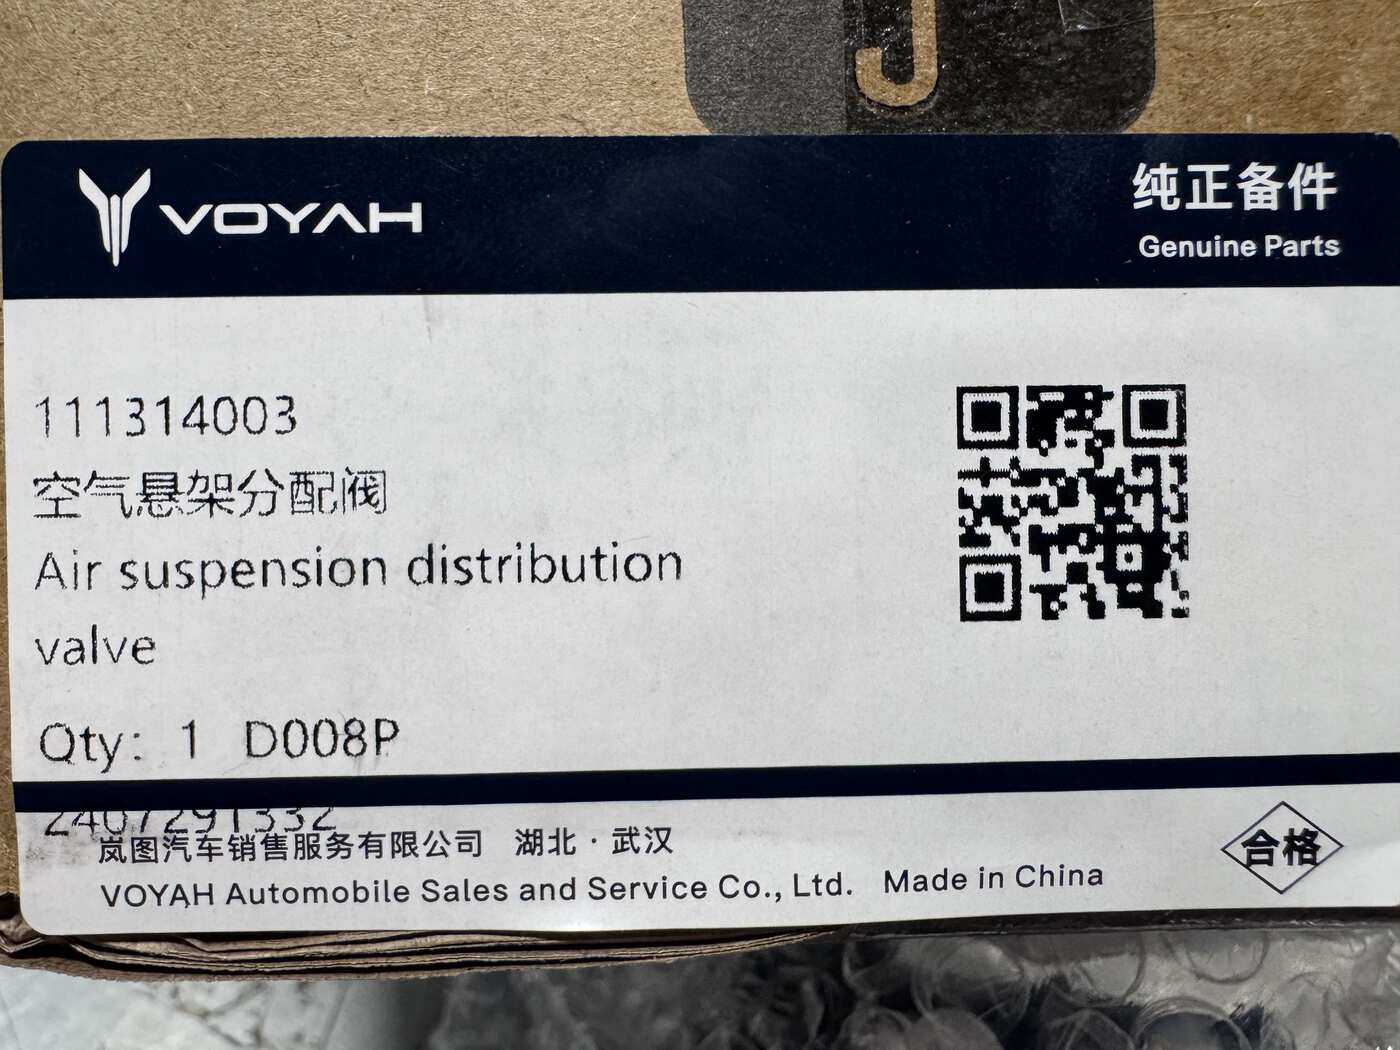 J
VOYAH
纯正备件
Genuine Parts
111314003
空气悬架分配阀
Air suspension distribution
valve
Qty: 1 D008P
2407291332
岚图汽车销售服务有限公司 湖北·武汉
VOYAH Automobile Sales and Service Co., Ltd. Made in China
合格